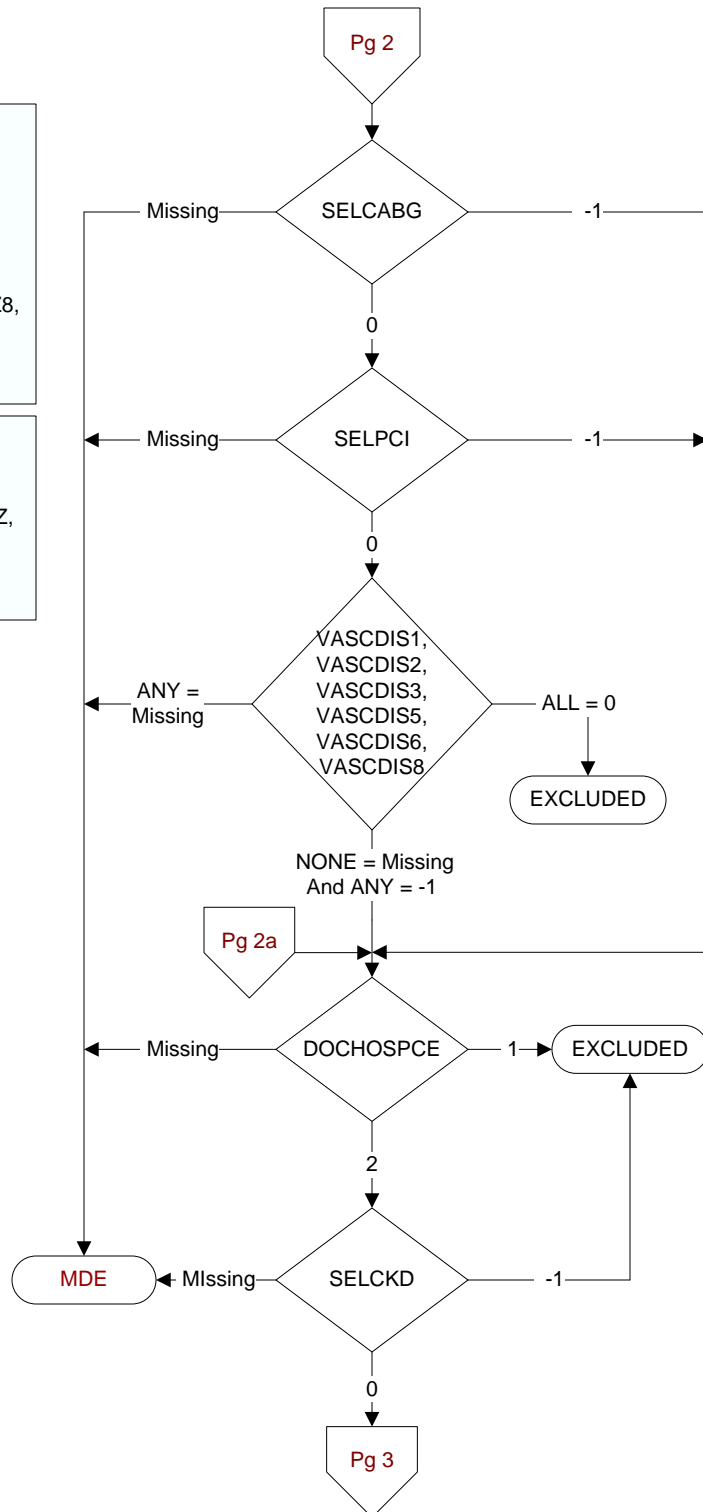 Pg 2
Missing
SELCABG
-1
0
Missing
SELPCI
-1
0
VASCDIS1,
VASCDIS2,
VASCDIS3,
VASCDIS5,
VASCDIS6,
VASCDIS8
ANY =
Missing
ALL = 0
EXCLUDED
NONE = Missing
And ANY = -1
Pg 2a
Missing
DOCHOSPCE
1
EXCLUDED
2
MDE
MIssing
SELCKD
-1
0
Pg 3